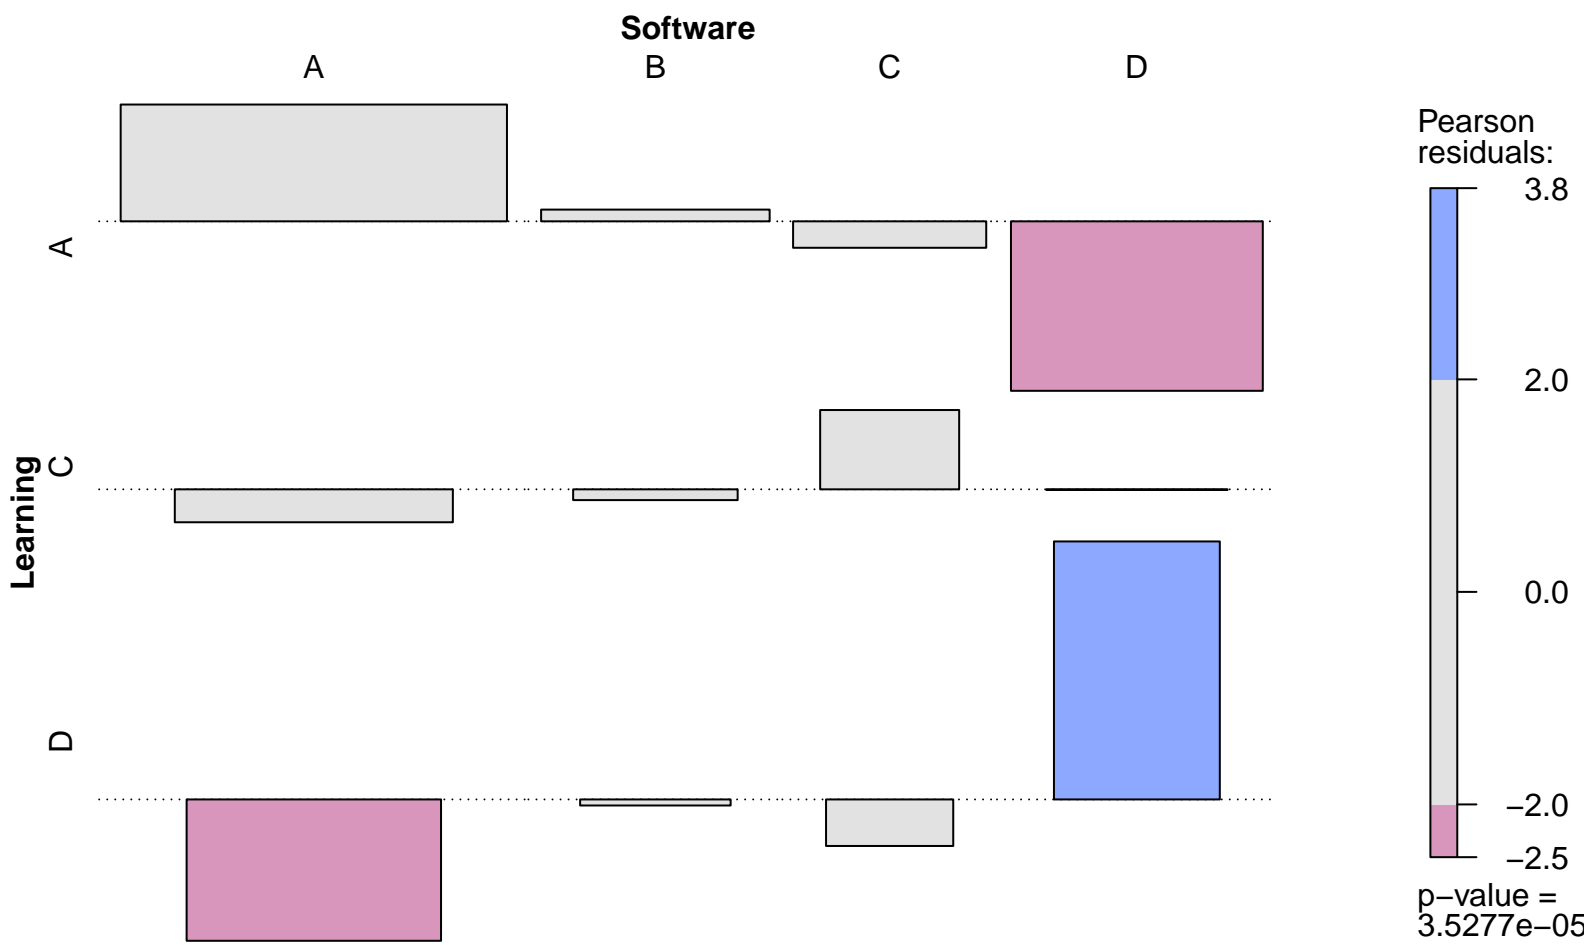 Software
A B C D
Pearson
residuals:
3.8
2.0
0.0
−2.0
−2.5
p−value =
3.5277e−05
Learning
A
C
D